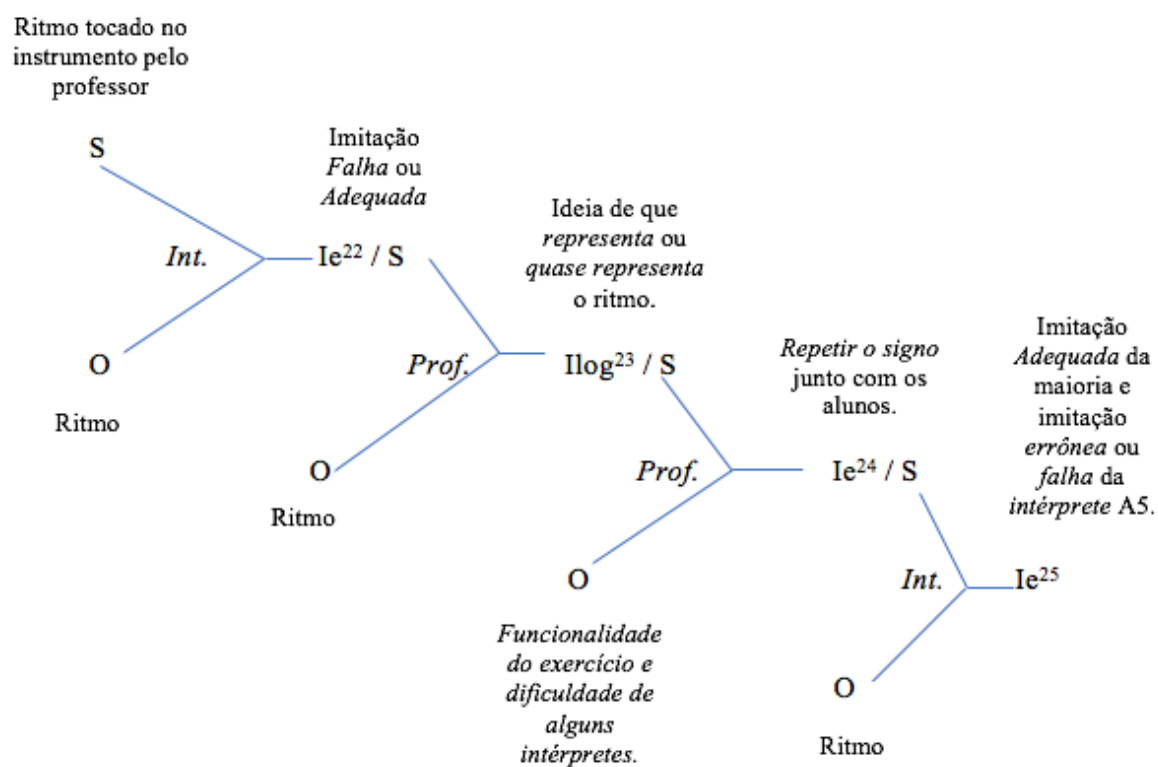 Ritmo tocado no
instrumento pelo
professor
S
Int.
O
Ritmo
Imitação
Falha ou
Adequada
Ie²² / S
Prof.
O
Ritmo
Ideia de que
representa ou
quase representa
o ritmo.
Ilog²³ / S
Prof.
O
Funcionalidade
do exercício e
dificuldade de
alguns
intérpretes.
Repetir o signo
junto com os
alunos.
Ie²⁴ / S
Int.
O
Ritmo
Imitação
Adequada da
maioria e
imitação
errônea ou
falha da
intérprete A5.
Ie²⁵